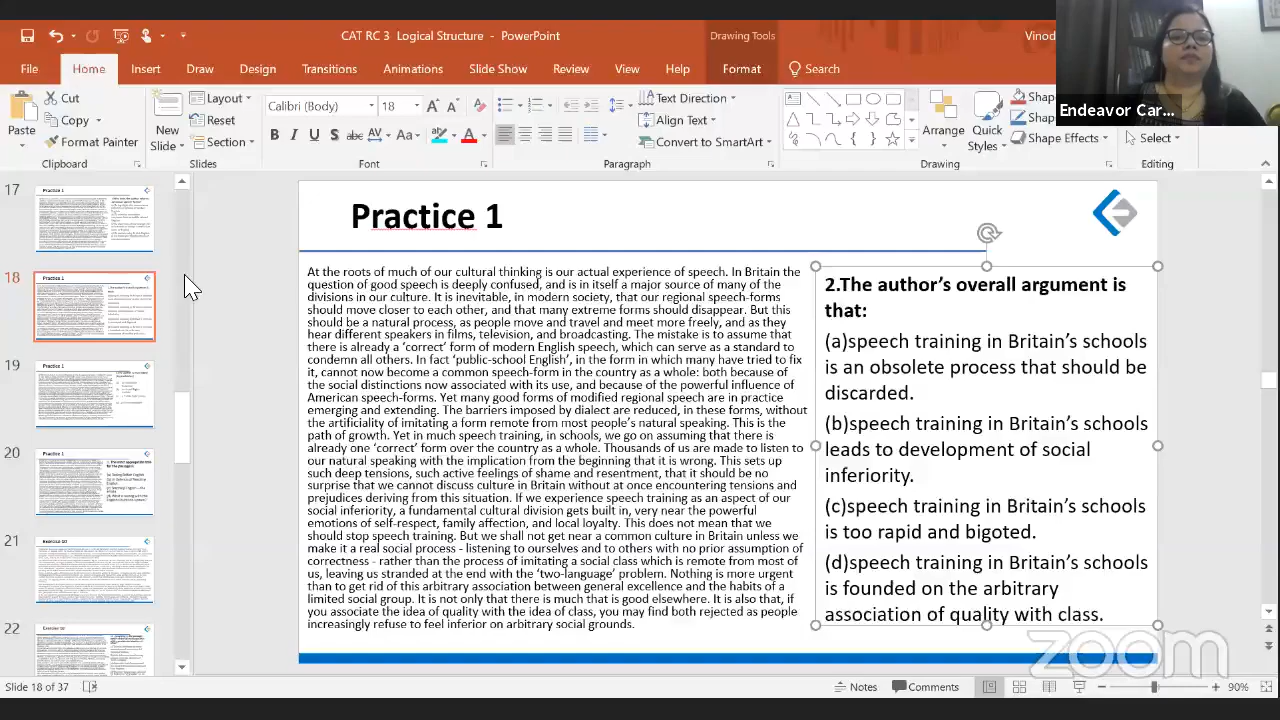 CAT RC 3 Logical Structure - PowerPoint
Drawing Tools
Vinod
File
Home
Insert
Draw
Design
Transitions
Animations
Slide Show
Review
View
Help
Format
Search
Endeavor Car...
Paste
Cut
Copy
Format Painter
Clipboard
New
Slide
Layout
Reset
Section
Slides
Calibri (Body)
18
Font
Text Direction
Align Text
Convert to SmartArt
Paragraph
Arrange
Quick
Styles
Shape Effects
Drawing
Select
Editing
17
18
19
20
21
22
Practice 1
At the roots of much of our cultural thinking is our actual experience of speech. In Britain the
question of good speech is deeply confused, and is in itself a major source of many of the
divisions in our culture. It is inevitable, in modern society, that our regional speech-forms
should move closer to each other, and that many extreme forms should disappear. But this
should be a natural process, as people move and travel and meet more freely, and as they
hear different speakers in films, television, and broadcasting. The mistake is to assume that
there is already a ‘correct’ form of modern English speech, which can serve as a standard to
condemn all others. In fact ‘public-school English’, in the form in which many have tried to fix
it, cannot now become a common speech-form in the country as a whole: both because of
the social distinctions now associated with its use, and because of the powerful influence of
American speech-forms. Yet many good forms of modified regional speech are in practice
emerging and extending. The barriers imposed by dialect are reduced, in these forms, without
the artificiality of imitating a form remote from most people’s natural speaking. This is the
path of growth. Yet in much speech training, in schools, we go on assuming that there is
already one ‘correct’ form over the country as a whole. Thousands of us are made to listen to
our natural speaking with the implication from the beginning that it is wrong. This sets up
such deep tensions, such active feelings of shame and resentment, that it should be no
surprise that we cannot discuss culture in Britain without at once encountering tensions and
prejudices deriving from this situation. If we experience speech training as an aspect of our
social inferiority, a fundamental cultural division gets built in, very near the powerful
emotions of self-respect, family affection, and local loyalty. This does not mean that we
should stop speech training. But we shall not get near a common culture in Britain unless we
make it a real social process - listening to ourselves and to others with no prior assumption of
correctness - rather than the process of imitating a social class which is remote from most of
us, leaving us stranded at the end with the ‘two-language’ problem. Nothing is more urgent
than to get rid of this arbitrary association between general excellence and the habits of a
limited social group. It is not only that there is much that is good elsewhere. It is also that, if
you associate the idea of quality with the idea of class, you may find both rejected as people
increasingly refuse to feel inferior on arbitrary social grounds.
2.The author’s overall argument is
that:
(a)speech training in Britain’s schools
is an obsolete process that should be
discarded.
(b)speech training in Britain’s schools
leads to development of social
inferiority.
(c)speech training in Britain’s schools
is too rapid and bigoted.
(d)speech training in Britain’s schools
is founded on the arbitrary
association of quality with class.
zoom
Slide 18 of 37
Notes
Comments
90%